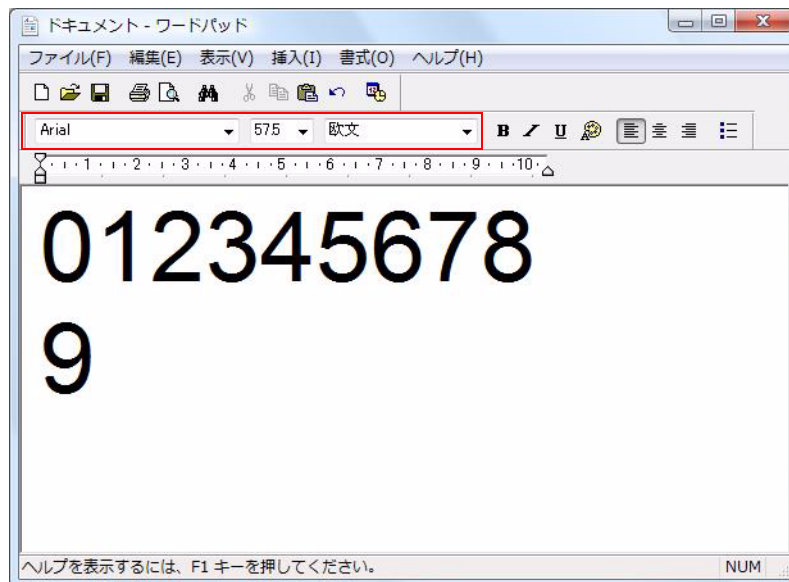 ドキュメント - ワードパッド
ファイル(F) 編集(E) 表示(V) 挿入(I) 書式(O) ヘルプ(H)
Arial 57.5 欧文 B I U
1 2 3 4 5 6 7 8 9 10
012345678
9
ヘルプを表示するには、F1 キーを押してください。 NUM